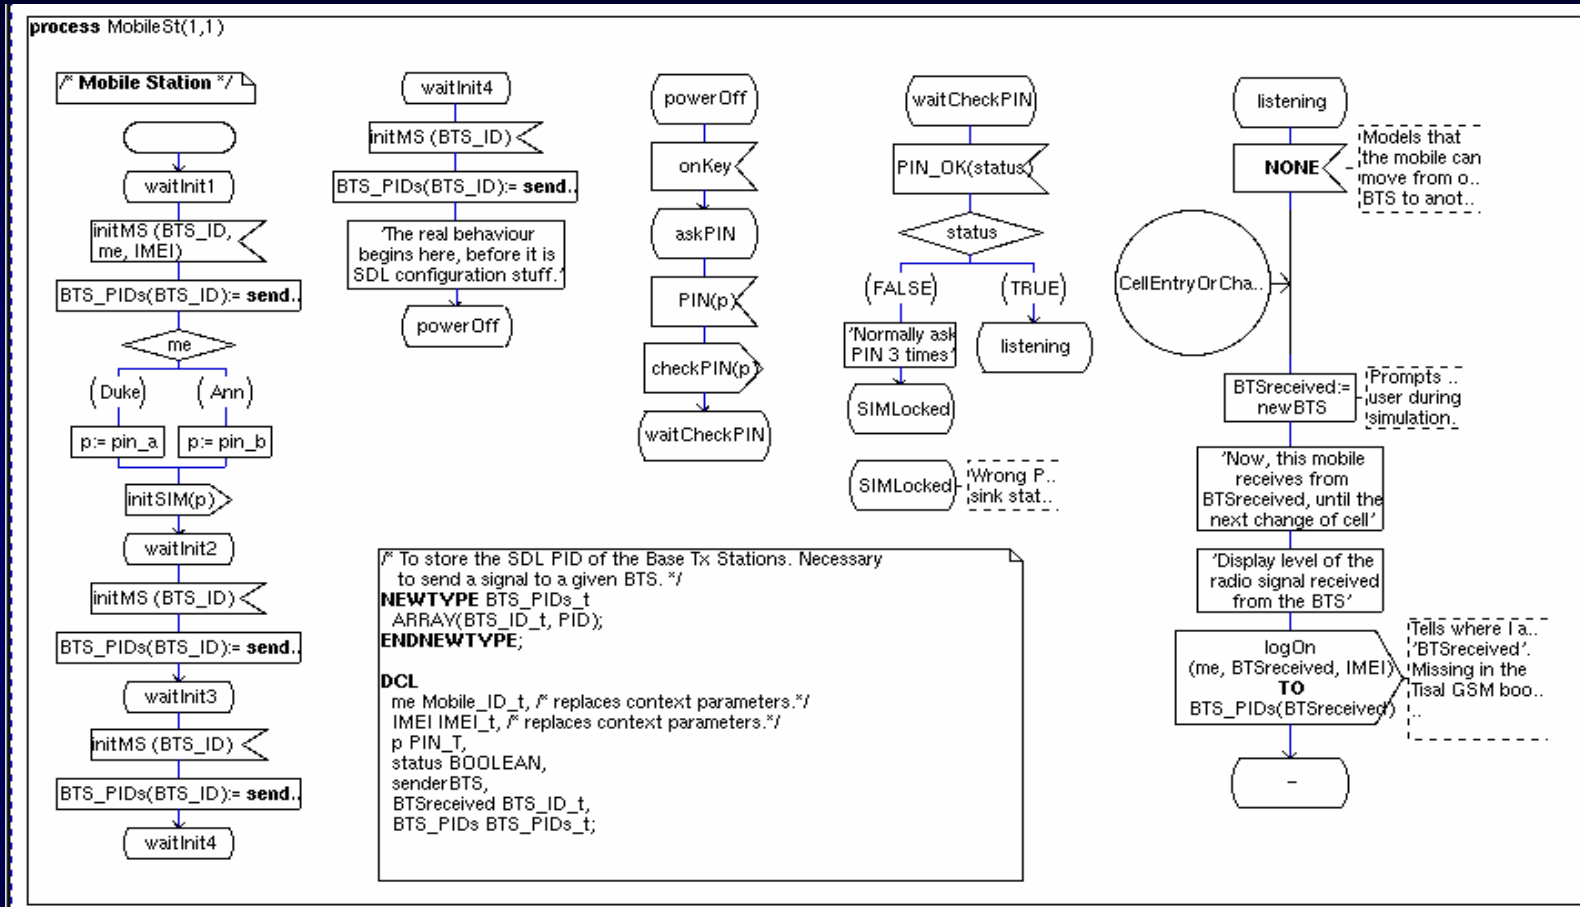 process MobileSt(1,1)
/* Mobile Station */
waitInit1
initMS (BTS_ID,
me, IMEI)
BTS_PIDs(BTS_ID):= send..
me
(Duke)
(Ann)
p:= pin_a
p:= pin_b
initSIM(p)
waitInit2
initMS (BTS_ID)
BTS_PIDs(BTS_ID):= send..
waitInit3
initMS (BTS_ID)
BTS_PIDs(BTS_ID):= send..
waitInit4
waitInit4
initMS (BTS_ID)
BTS_PIDs(BTS_ID):= send..
'The real behaviour
begins here, before it is
SDL configuration stuff.'
powerOff
powerOff
onKey
askPIN
PIN(p)
checkPIN(p)
waitCheckPIN
waitCheckPIN
PIN_OK(status)
status
(FALSE)
(TRUE)
'Normally ask
PIN 3 times'
listening
SIMLocked
SIMLocked
Wrong P..
sink stat..
/* To store the SDL PID of the Base Tx Stations. Necessary
to send a signal to a given BTS. */
NEWTYPE BTS_PIDs_t
ARRAY(BTS_ID_t, PID);
ENDNEWTYPE;
DCL
me Mobile_ID_t, /* replaces context parameters.*/
IMEI IMEI_t, /* replaces context parameters.*/
p PIN_T,
status BOOLEAN,
senderBTS,
BTSreceived BTS_ID_t,
BTS_PIDs BTS_PIDs_t;
listening
NONE
Models that
the mobile can
move from o..
BTS to anot..
CellEntryOrCha..
BTSreceived:=
newBTS
Prompts ..
user during
simulation.
'Now, this mobile
receives from
BTSreceived, until the
next change of cell'
'Display level of the
radio signal received
from the BTS'
logOn
(me, BTSreceived, IMEI)
TO
BTS_PIDs(BTSreceived)
Tells where I a..
'BTSreceived'.
Missing in the
Tisal GSM boo..
..
-